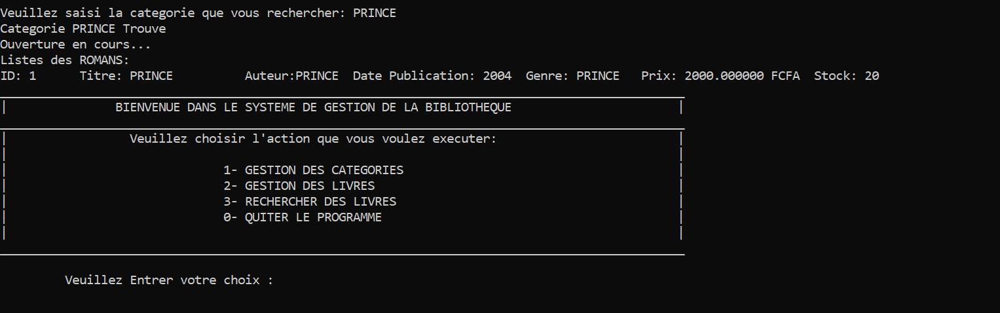 Veuillez saisi la categorie que vous rechercher: PRINCE
Categorie PRINCE Trouve
Ouverture en cours...
Listes des ROMANS:
ID: 1 Titre: PRINCE Auteur:PRINCE Date Publication: 2004 Genre: PRINCE Prix: 2000.000000 FCFA Stock: 20
BIENVENUE DANS LE SYSTEME DE GESTION DE LA BIBLIOTHEQUE
Veuillez choisir l'action que vous voulez executer:
1- GESTION DES CATEGORIES
2- GESTION DES LIVRES
3- RECHERCHER DES LIVRES
0- QUITER LE PROGRAMME
Veuillez Entrer votre choix :